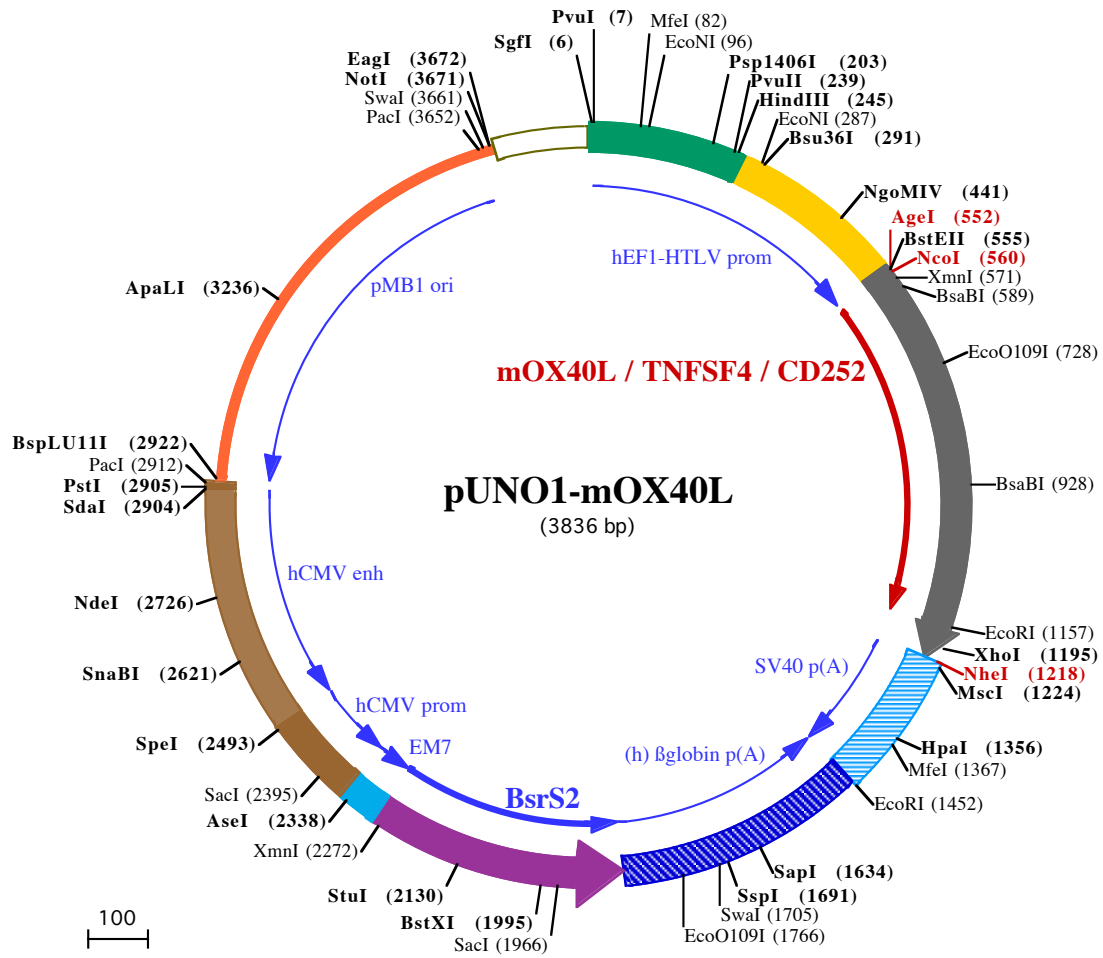 PvuI (7)
SgfI (6)
MfeI (82)
EcoNI (96)
Psp1406I (203)
PvuII (239)
HindIII (245)
EcoNI (287)
Bsu36I (291)
NgoMIV (441)
AgeI (552)
BstEII (555)
NcoI (560)
XmnI (571)
BsaBI (589)
EcoO109I (728)
BsaBI (928)
EcoRI (1157)
XhoI (1195)
NheI (1218)
MscI (1224)
HpaI (1356)
MfeI (1367)
EcoRI (1452)
SapI (1634)
SspI (1691)
SwaI (1705)
EcoO109I (1766)
SacI (1966)
BstXI (1995)
StuI (2130)
XmnI (2272)
AseI (2338)
SacI (2395)
SpeI (2493)
SnaBI (2621)
NdeI (2726)
SdaI (2904)
PstI (2905)
PacI (2912)
BspLU11I (2922)
ApaLI (3236)
PacI (3652)
SwaI (3661)
NotI (3671)
EagI (3672)
hEF1-HTLV prom
pMB1 ori
mOX40L / TNFSF4 / CD252
pUNO1-mOX40L
(3836 bp)
hCMV enh
SV40 p(A)
hCMV prom
EM7
(h) ßglobin p(A)
BsrS2
100